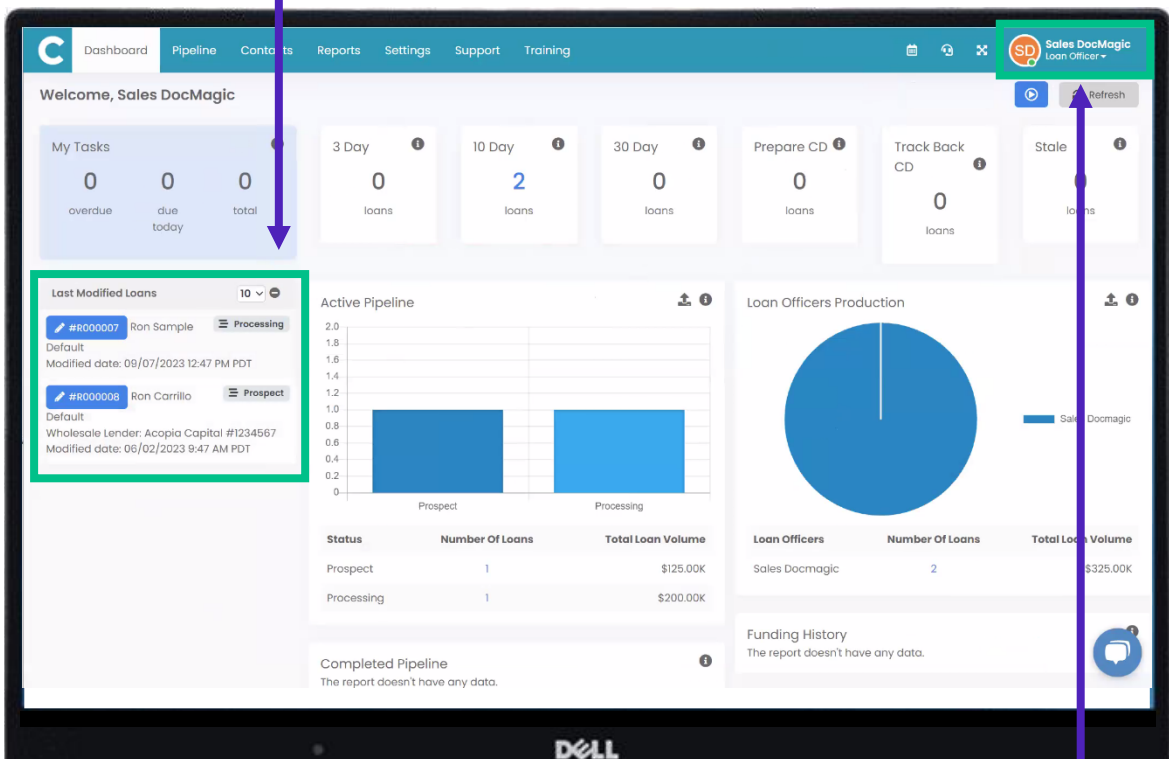 C Dashboard Pipeline Contacts Reports Settings Support Training
SD Sales DocMagic
Loan Officer
Welcome, Sales DocMagic
Refresh
My Tasks
0 0 0
overdue due today total
3 Day
0
loans
10 Day
2
loans
30 Day
0
loans
Prepare CD
0
loans
Track Back
CD
0
loans
Stale
0
loans
Last Modified Loans 10
#R000007 Ron Sample Processing
Default
Modified date: 09/07/2023 12:47 PM PDT
#R000008 Ron Carrillo Prospect
Default
Wholesale Lender: Acopia Capital #1234567
Modified date: 06/02/2023 9:47 AM PDT
Active Pipeline
2.0
1.8
1.6
1.4
1.2
1.0
0.8
0.6
0.4
0.2
0
Prospect Processing
Status Number Of Loans Total Loan Volume
Prospect 1 $125.00K
Processing 1 $200.00K
Completed Pipeline
The report doesn't have any data.
Loan Officers Production
Sales Docmagic
Loan Officers Number Of Loans Total Loan Volume
Sales Docmagic 2 $325.00K
Funding History
The report doesn't have any data.
DELL